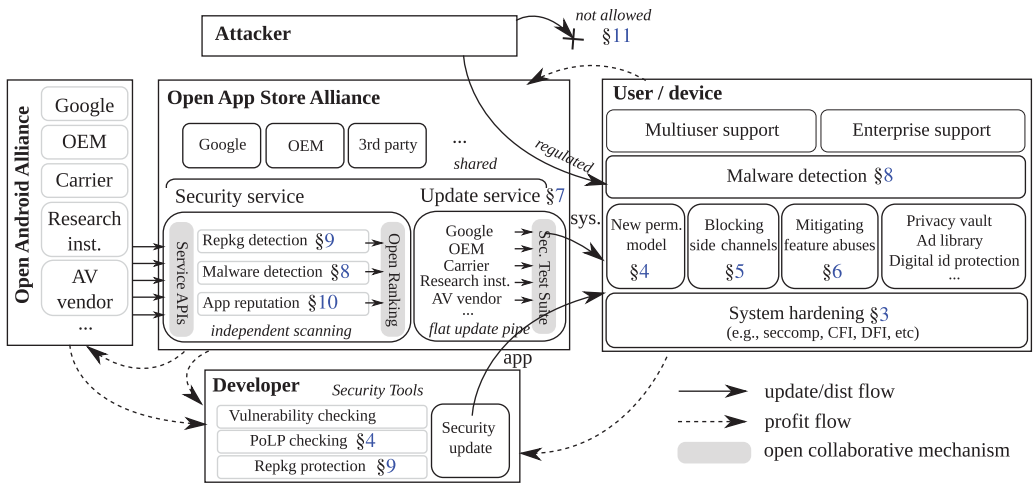 Attacker
not allowed
§11
Open Android Alliance
Google
OEM
Carrier
Research
inst.
AV
vendor
...
Open App Store Alliance
Google
OEM
3rd party
...
shared
Security service
Service APIs
Repkg detection §9
Malware detection §8
App reputation §10
independent scanning
Open Ranking
Update service §7
Google
OEM
Carrier
Research inst.
AV vendor
...
flat update pipe
Sec. Test Suite
regulated
sys.
app
User / device
Multiuser support
Enterprise support
Malware detection §8
New perm.
model
§4
Blocking
side channels
§5
Mitigating
feature abuses
§6
Privacy vault
Ad library
Digital id protection
...
System hardening §3
(e.g., seccomp, CFI, DFI, etc)
Developer
Security Tools
Vulnerability checking
PoLP checking §4
Repkg protection §9
Security
update
update/dist flow
profit flow
open collaborative mechanism